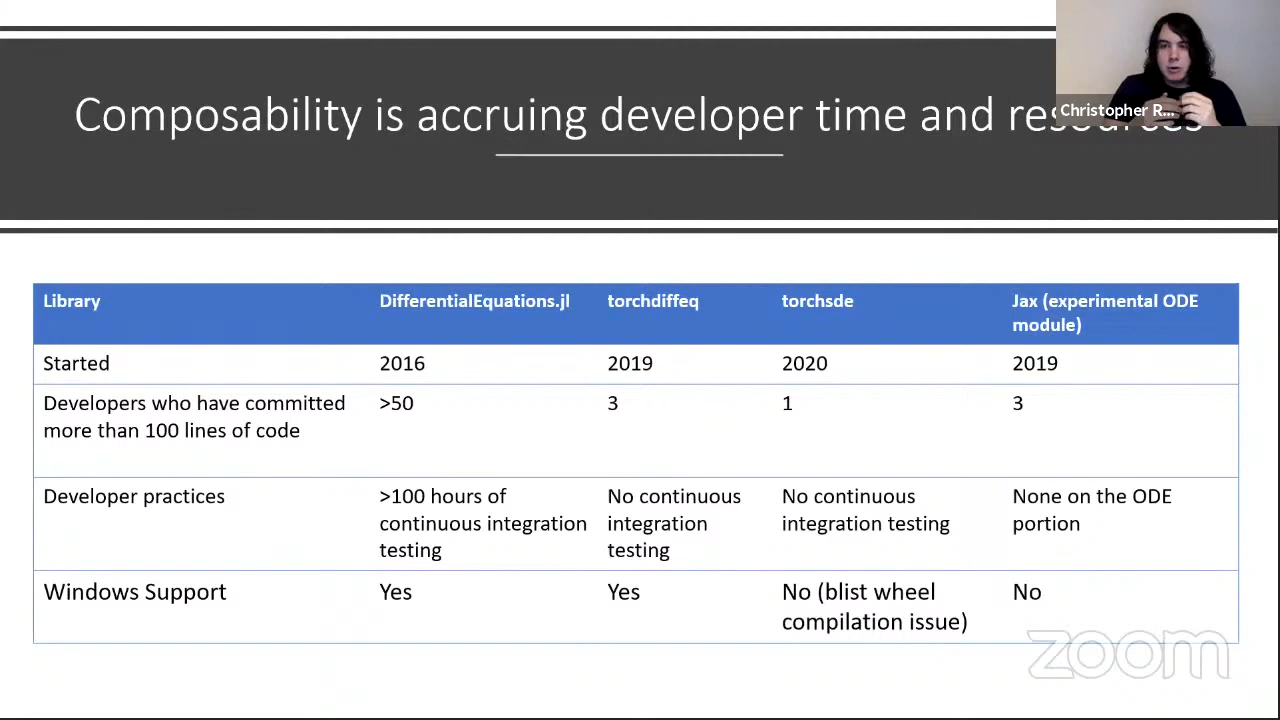 Composability is accruing developer time and resources
Christopher R...
Library DifferentialEquations.jl torchdiffeq torchsde Jax (experimental ODE
module)
Started 2016 2019 2020 2019
Developers who have committed >50 3 1 3
more than 100 lines of code
Developer practices >100 hours of No continuous No continuous None on the ODE
continuous integration integration integration testing portion
testing testing
Windows Support Yes Yes No (blist wheel No
compilation issue)
zoom